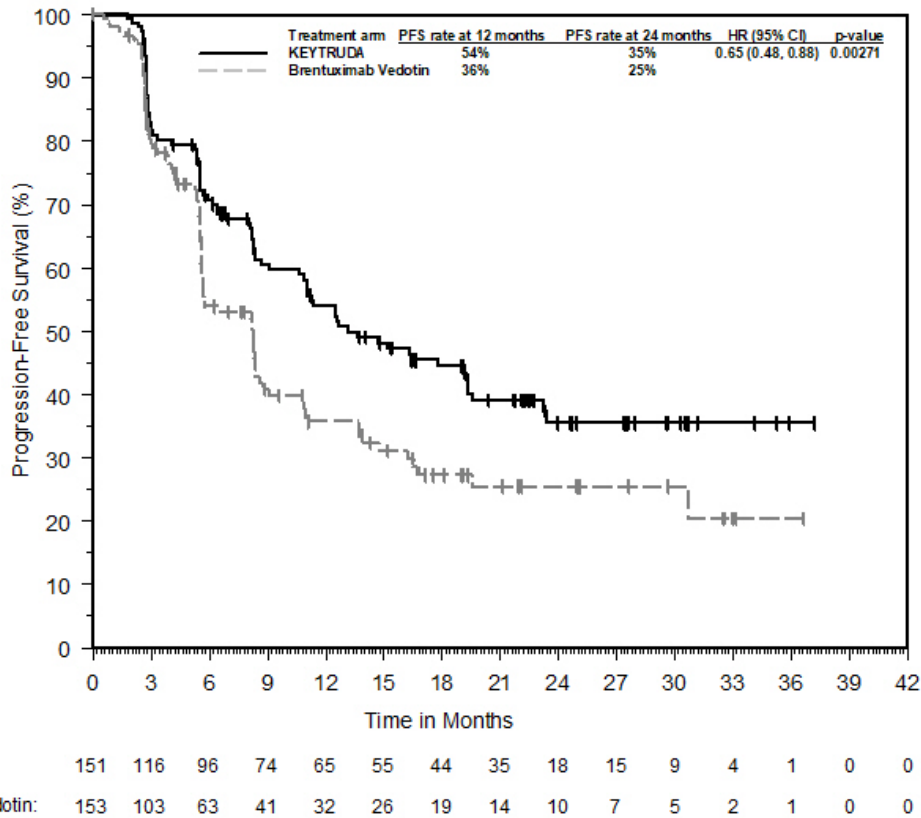 Treatment arm PFS rate at 12 months PFS rate at 24 months HR (95% CI) p-value
KEYTRUDA 54% 35% 0.65 (0.48, 0.88) 0.00271
Brentuximab Vedotin 36% 25%
100
90
80
70
60
50
40
30
20
10
0
Progression-Free Survival (%)
0 3 6 9 12 15 18 21 24 27 30 33 36 39 42
Time in Months
151 116 96 74 65 55 44 35 18 15 9 4 1 0 0
dotin: 153 103 63 41 32 26 19 14 10 7 5 2 1 0 0